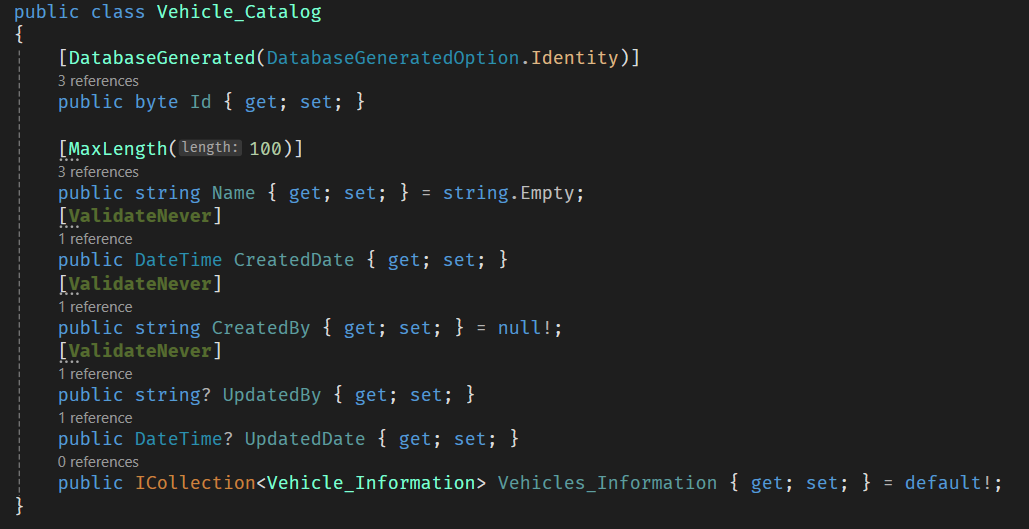 public class Vehicle_Catalog
{
[DatabaseGenerated(DatabaseGeneratedOption.Identity)]
3 references
public byte Id { get; set; }
[MaxLength(length: 100)]
3 references
public string Name { get; set; } = string.Empty;
[ValidateNever]
1 reference
public DateTime CreatedDate { get; set; }
[ValidateNever]
1 reference
public string CreatedBy { get; set; } = null!;
[ValidateNever]
1 reference
public string? UpdatedBy { get; set; }
1 reference
public DateTime? UpdatedDate { get; set; }
0 references
public ICollection<Vehicle_Information> Vehicles_Information { get; set; } = default!;
}